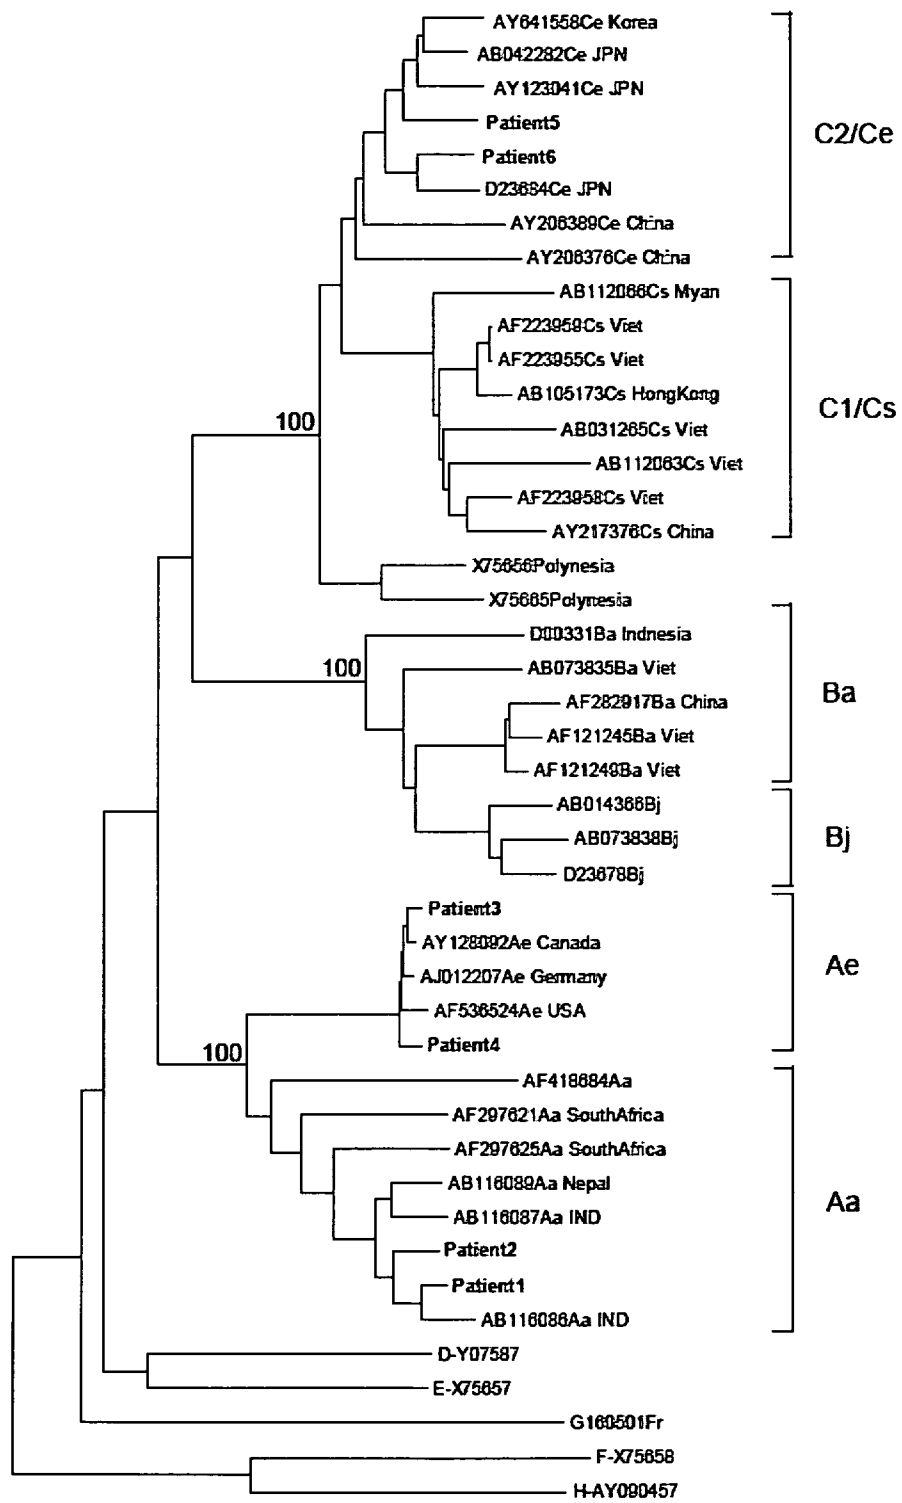 AY641558Ce Korea
AB042282Ce JPN
AY123041Ce JPN
Patient5
C2/Ce
Patient6
D23684Ce JPN
AY206389Ce China
AY206376Ce China
AB112066Cs Myan
AF223959Cs Viet
AF223955Cs Viet
AB105173Cs HongKong
C1/Cs
100
AB031265Cs Viet
AB112063Cs Viet
AF223958Cs Viet
AY217376Cs China
X75656Polynesia
X75665Polynesia
D00331Ba Indnesia
100
AB073835Ba Viet
Ba
AF282917Ba China
AF121245Ba Viet
AF121249Ba Viet
AB014366Bj
Bj
AB073838Bj
D23678Bj
Patient3
AY128092Ae Canada
Ae
AJ012207Ae Germany
AF536524Ae USA
Patient4
100
AF418684Aa
AF297621Aa SouthAfrica
AF297625Aa SouthAfrica
AB116089Aa Nepal
Aa
AB116087Aa IND
Patient2
Patient1
AB116086Aa IND
D-Y07587
E-X75657
G160501Fr
F-X75658
H-AY090457